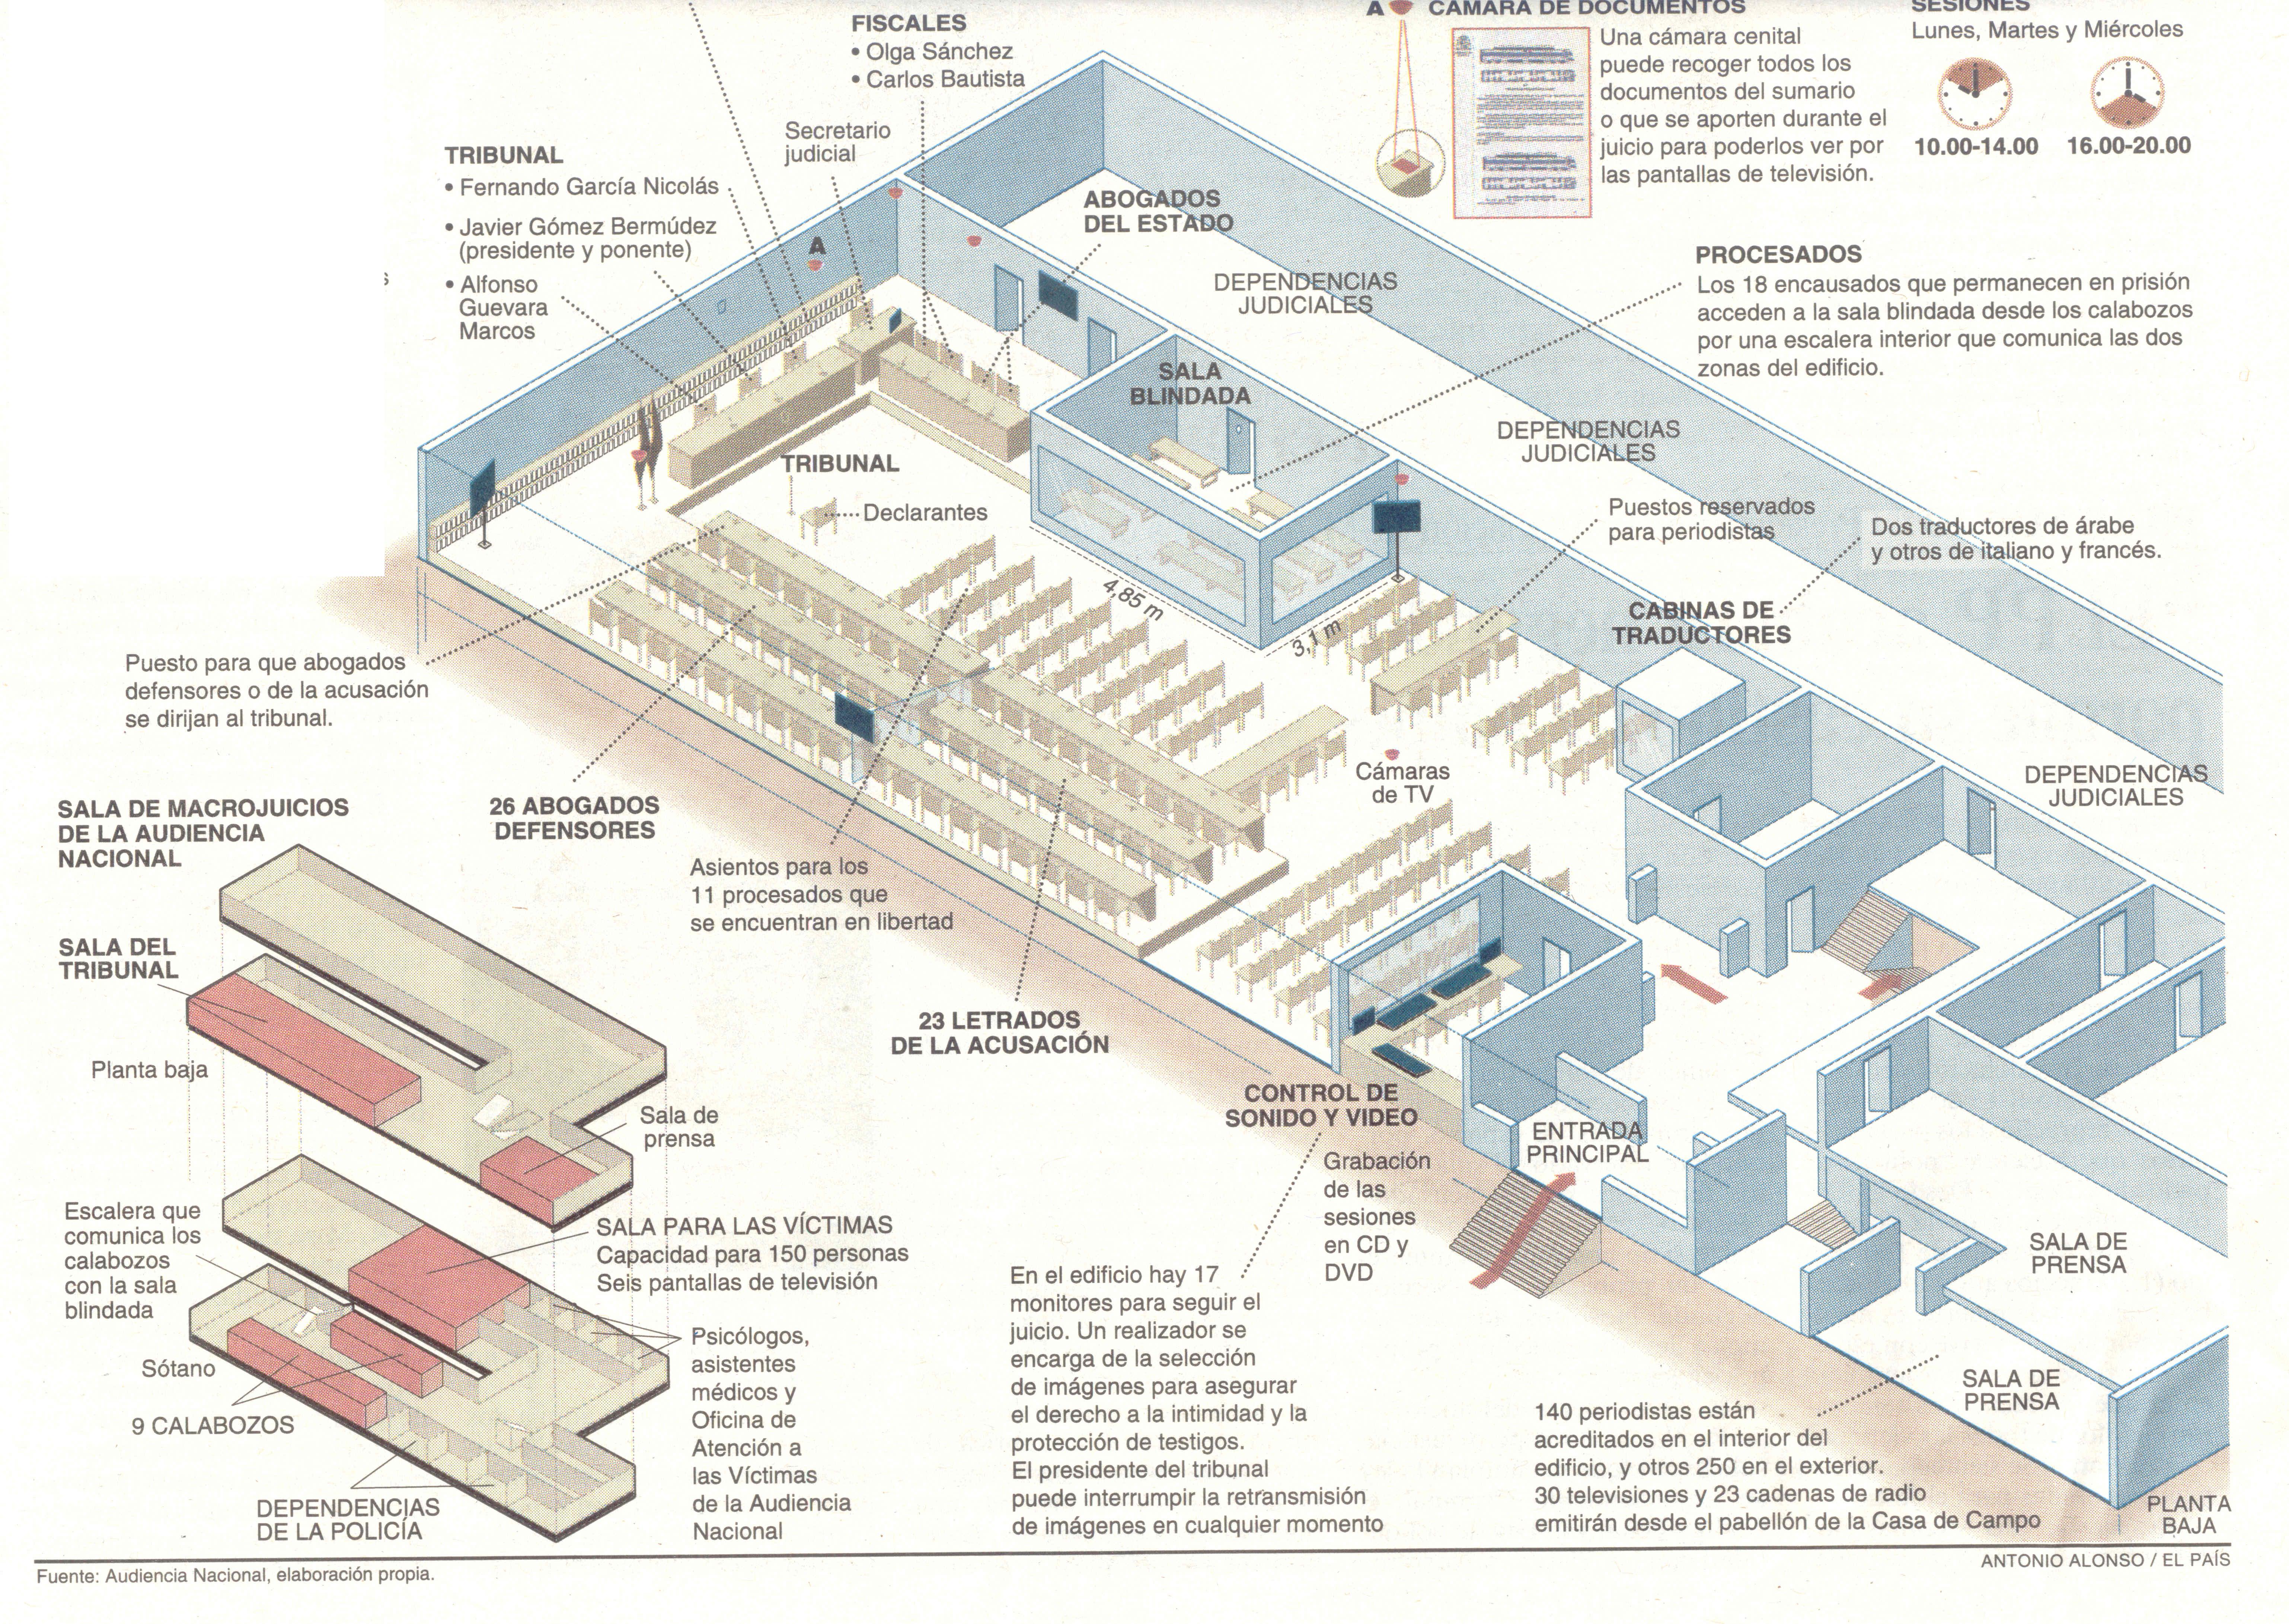 FISCALES
• Olga Sánchez
• Carlos Bautista
Secretario
judicial
TRIBUNAL
• Fernando García Nicolás
• Javier Gómez Bermúdez
(presidente y ponente)
• Alfonso
Guevara
Marcos
A
ABOGADOS
DEL ESTADO
A CÁMARA DE DOCUMENTOS
Una cámara cenital
puede recoger todos los
documentos del sumario
o que se aporten durante el
juicio para poderlos ver por
las pantallas de televisión.
SESIONES
Lunes, Martes y Miércoles
10.00-14.00
16.00-20.00
PROCESADOS
Los 18 encausados que permanecen en prisión
acceden a la sala blindada desde los calabozos
por una escalera interior que comunica las dos
zonas del edificio.
DEPENDENCIAS
JUDICIALES
SALA
BLINDADA
DEPENDENCIAS
JUDICIALES
TRIBUNAL
Declarantes
Puestos reservados
para periodistas
Dos traductores de árabe
y otros de italiano y francés.
4,85 m
3,1 m
CABINAS DE
TRADUCTORES
Puesto para que abogados
defensores o de la acusación
se dirijan al tribunal.
Cámaras
de TV
DEPENDENCIAS
JUDICIALES
26 ABOGADOS
DEFENSORES
Asientos para los
11 procesados que
se encuentran en libertad
23 LETRADOS
DE LA ACUSACIÓN
SALA DE MACROJUICIOS
DE LA AUDIENCIA
NACIONAL
SALA DEL
TRIBUNAL
Planta baja
Sala de
prensa
Escalera que
comunica los
calabozos
con la sala
blindada
SALA PARA LAS VÍCTIMAS
Capacidad para 150 personas
Seis pantallas de televisión
Sótano
9 CALABOZOS
Psicólogos,
asistentes
médicos y
Oficina de
Atención a
las Víctimas
de la Audiencia
Nacional
DEPENDENCIAS
DE LA POLICÍA
CONTROL DE
SONIDO Y VIDEO
Grabación
de las
sesiones
en CD y
DVD
En el edificio hay 17
monitores para seguir el
juicio. Un realizador se
encarga de la selección
de imágenes para asegurar
el derecho a la intimidad y la
protección de testigos.
El presidente del tribunal
puede interrumpir la retransmisión
de imágenes en cualquier momento
ENTRADA
PRINCIPAL
SALA DE
PRENSA
SALA DE
PRENSA
140 periodistas están
acreditados en el interior del
edificio, y otros 250 en el exterior.
30 televisiones y 23 cadenas de radio
emitirán desde el pabellón de la Casa de Campo
PLANTA
BAJA
Fuente: Audiencia Nacional, elaboración propia.
ANTONIO ALONSO / EL PAÍS